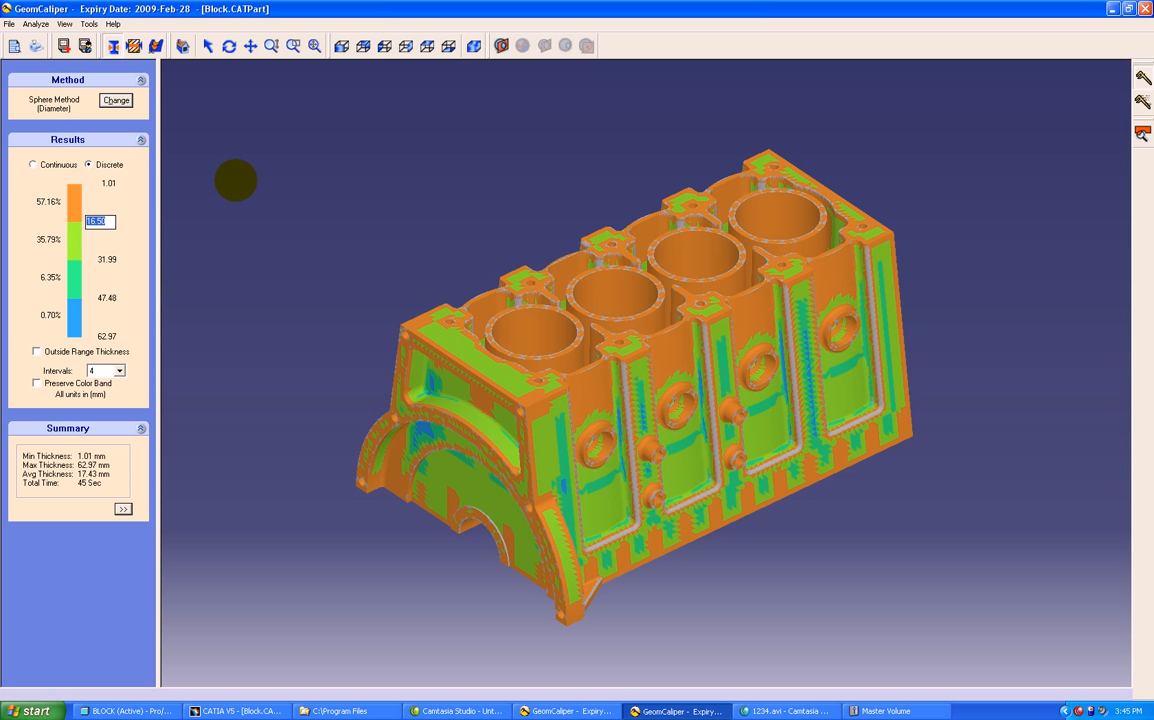 GeomCaliper - Expiry Date: 2009-Feb-28 - [Block.CATPart]
File Analyze View Tools Help
Method
Sphere Method
(Diameter)
Change
Results
Continuous Discrete
1.01
57.16%
16.50
35.79%
31.99
6.35%
47.48
0.70%
62.97
Outside Range Thickness
Intervals: 4
Preserve Color Band
All units in (mm)
Summary
Min Thickness: 1.01 mm
Max Thickness: 62.97 mm
Avg Thickness: 17.43 mm
Total Time: 45 Sec
>>
start BLOCK (Active) - Pro/... CATIA V5 - [Block.CA... C:\Program Files Camtasia Studio - Unt... GeomCaliper - Expiry... GeomCaliper - Expiry... 1234.avi - Camtasia ... Master Volume 3:45 PM